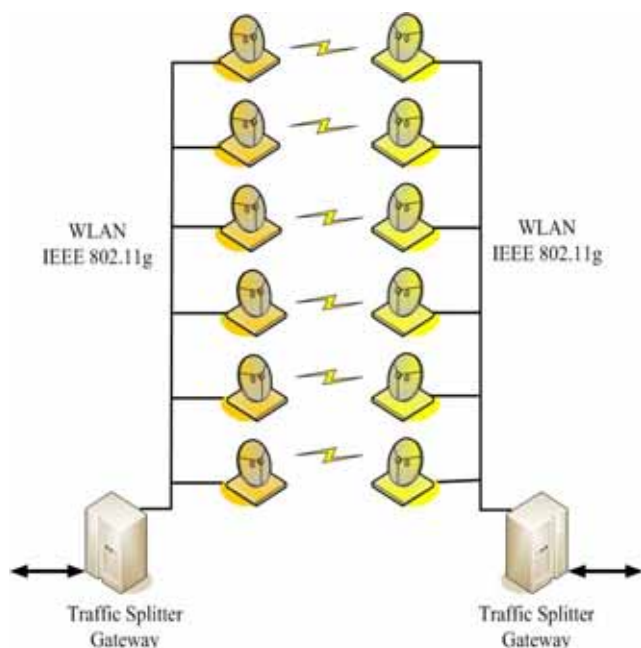 WLAN
IEEE 802.11g
WLAN
IEEE 802.11g
Traffic Splitter
Gateway
Traffic Splitter
Gateway